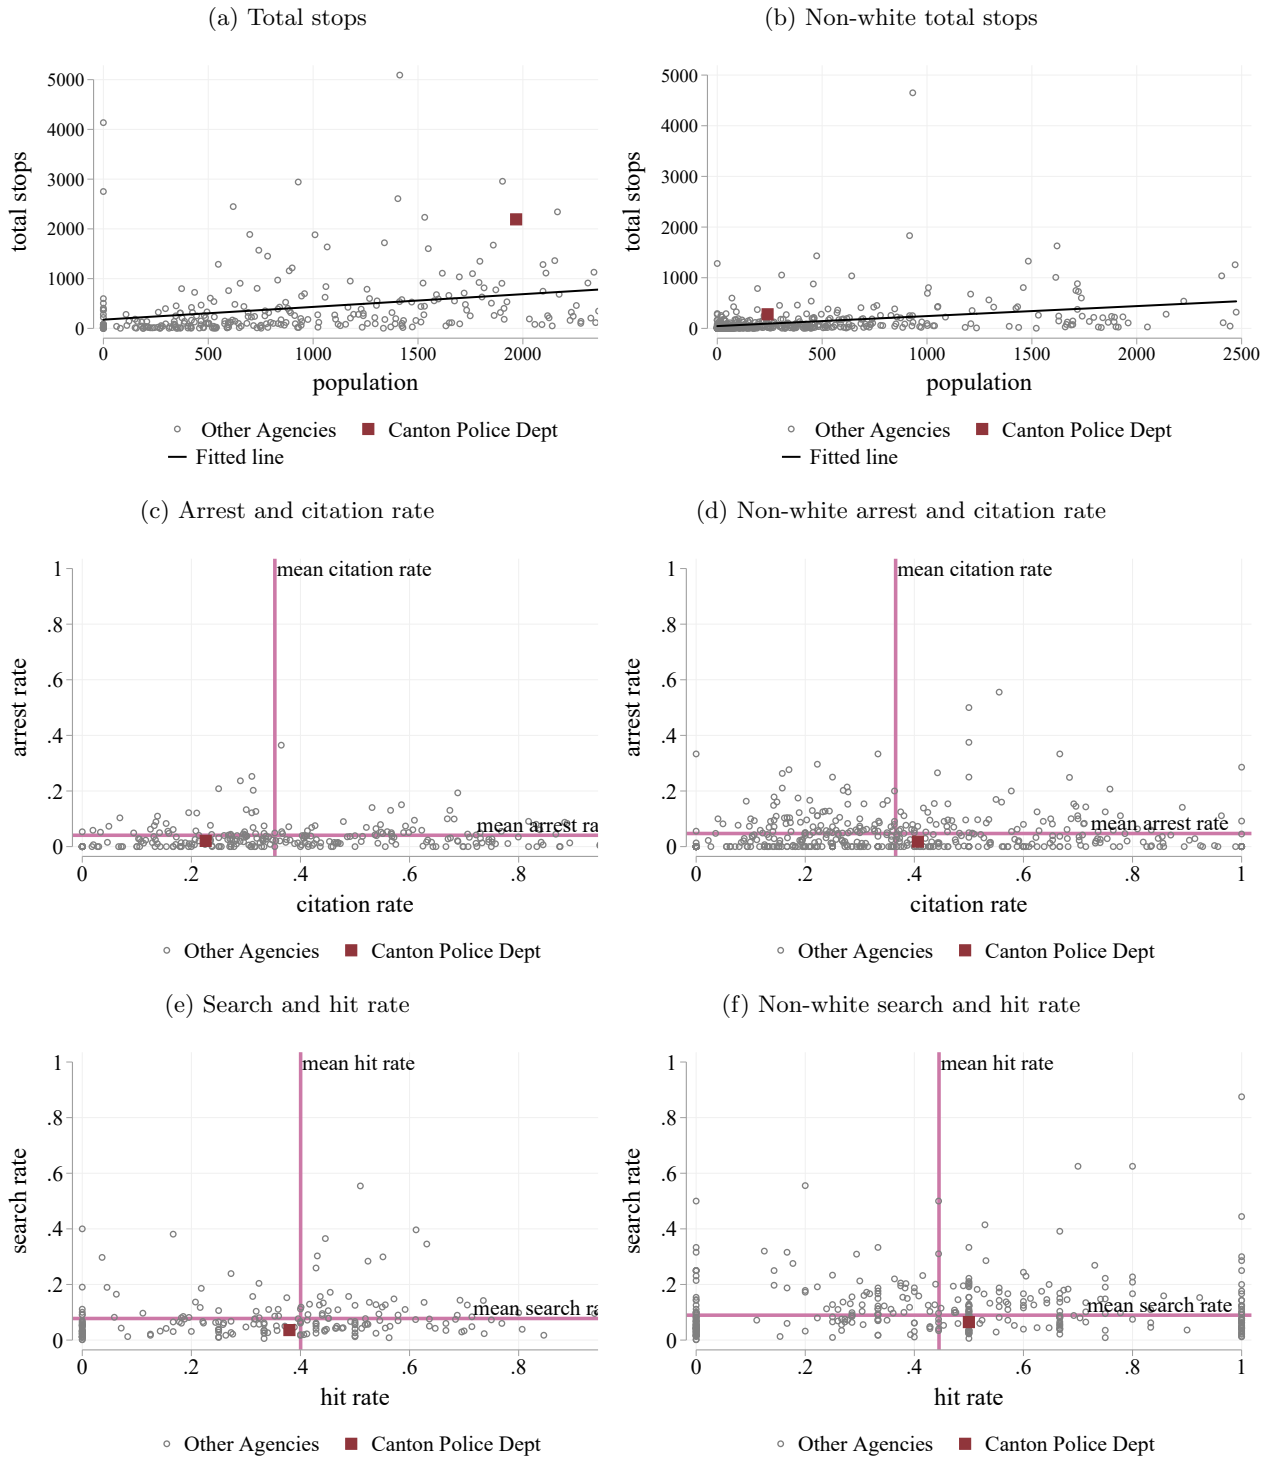 (a) Total stops
(b) Non-white total stops
total stops
5000
4000
3000
2000
1000
0
0 500 1000 1500 2000
population
Other Agencies Canton Police Dept
Fitted line
total stops
5000
4000
3000
2000
1000
0
0 500 1000 1500 2000 2500
population
Other Agencies Canton Police Dept
Fitted line
(c) Arrest and citation rate
(d) Non-white arrest and citation rate
arrest rate
1
.8
.6
.4
.2
0
mean citation rate
mean arrest ra
0 .2 .4 .6 .8
citation rate
Other Agencies Canton Police Dept
arrest rate
1
.8
.6
.4
.2
0
mean citation rate
mean arrest rate
0 .2 .4 .6 .8 1
citation rate
Other Agencies Canton Police Dept
(e) Search and hit rate
(f) Non-white search and hit rate
search rate
1
.8
.6
.4
.2
0
mean hit rate
mean search ra
0 .2 .4 .6 .8
hit rate
Other Agencies Canton Police Dept
search rate
1
.8
.6
.4
.2
0
mean hit rate
mean search rate
0 .2 .4 .6 .8 1
hit rate
Other Agencies Canton Police Dept